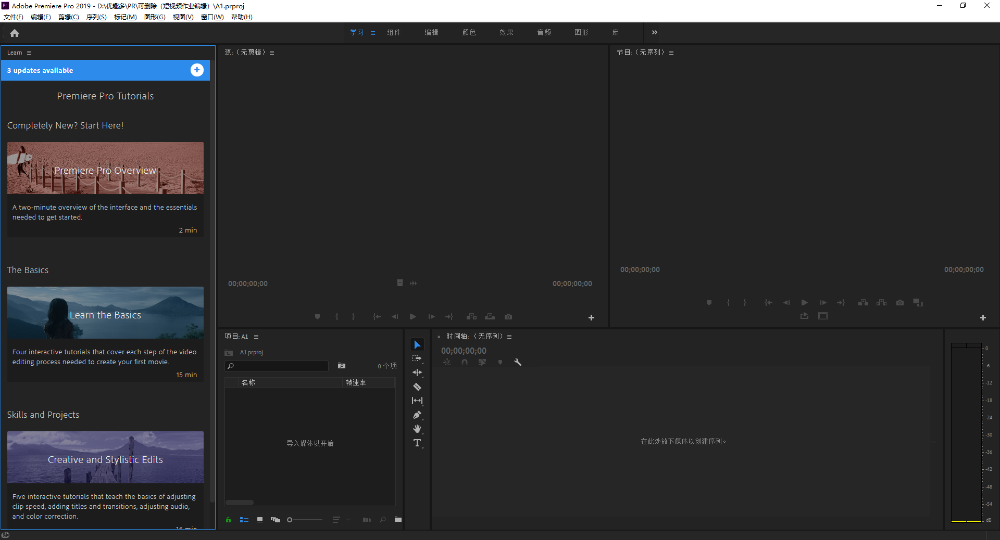 Adobe Premiere Pro 2019 - D:\优趣多\PR\可删除（短视频作业编辑）\A1.prproj
文件(F) 编辑(E) 剪辑(C) 序列(S) 标记(M) 图形(G) 视图(V) 窗口(W) 帮助(H)
学习 组件 编辑 颜色 效果 音频 图形 库
Learn
3 updates available
Premiere Pro Tutorials
Completely New? Start Here!
Premiere Pro Overview
A two-minute overview of the interface and the essentials
needed to get started.
2 min
The Basics
Learn the Basics
Four interactive tutorials that cover each step of the video
editing process needed to create your first movie.
15 min
Skills and Projects
Creative and Stylistic Edits
Five interactive tutorials that teach the basics of adjusting
clip speed, adding titles and transitions, adjusting audio,
and color correction.
16 min
源:（无剪辑）
00;00;00;00
00;00;00;00
节目:（无序列）
00;00;00;00
00;00;00;00
项目: A1
A1.prproj
0 个项
名称
帧速率
导入媒体以开始
时间轴:（无序列）
00;00;00;00
在此处放下媒体以创建序列。
0
-6
-12
-18
-24
-30
-36
-42
-48
-54
dB